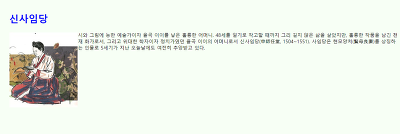 신사임당
시와 그림에 능한 예술가이자 율곡 이이를 낳은 훌륭한 어머니. 48세를 일기로 작고할 때까지 그리 길지 않은 삶을 살았지만, 훌륭한 작품을 남긴 천
재 화가로서, 그리고 위대한 학자이자 정치가였던 율곡 이이의 어머니로서 신사임당(申師任堂, 1504~1551). 사임당은 현모양처(賢母良妻)를 상징하
는 인물로 5세기가 지난 오늘날에도 여전히 추앙받고 있다.